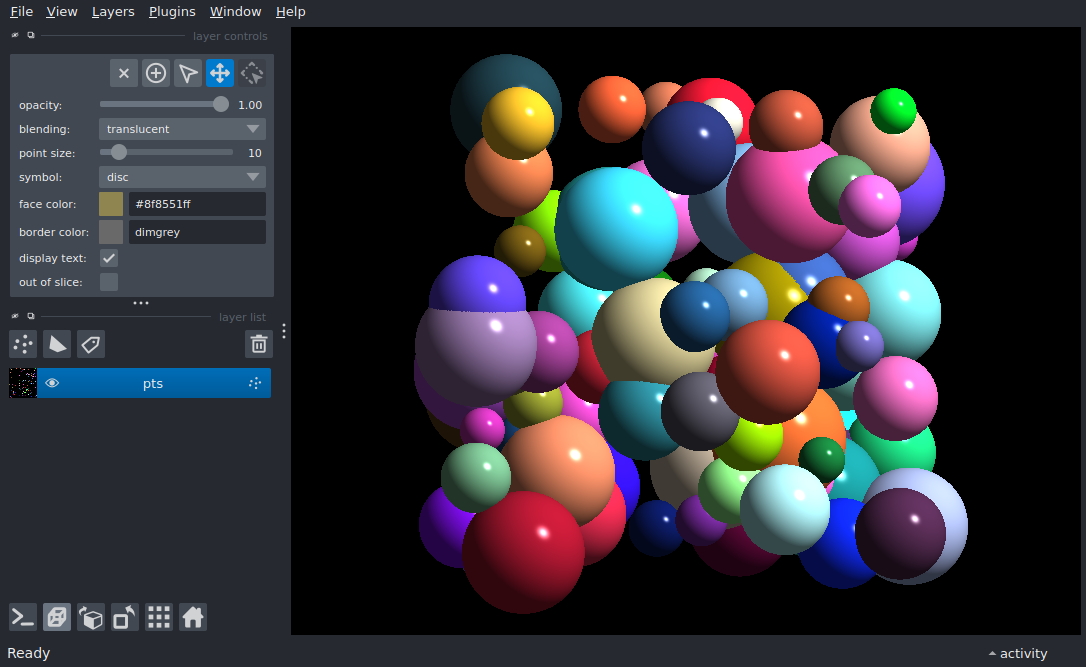 File View Layers Plugins Window Help
layer controls
opacity: 1.00
blending: translucent
point size: 10
symbol: disc
face color: #8f8551ff
border color: dimgrey
display text:
out of slice:
layer list
pts
Ready
activity